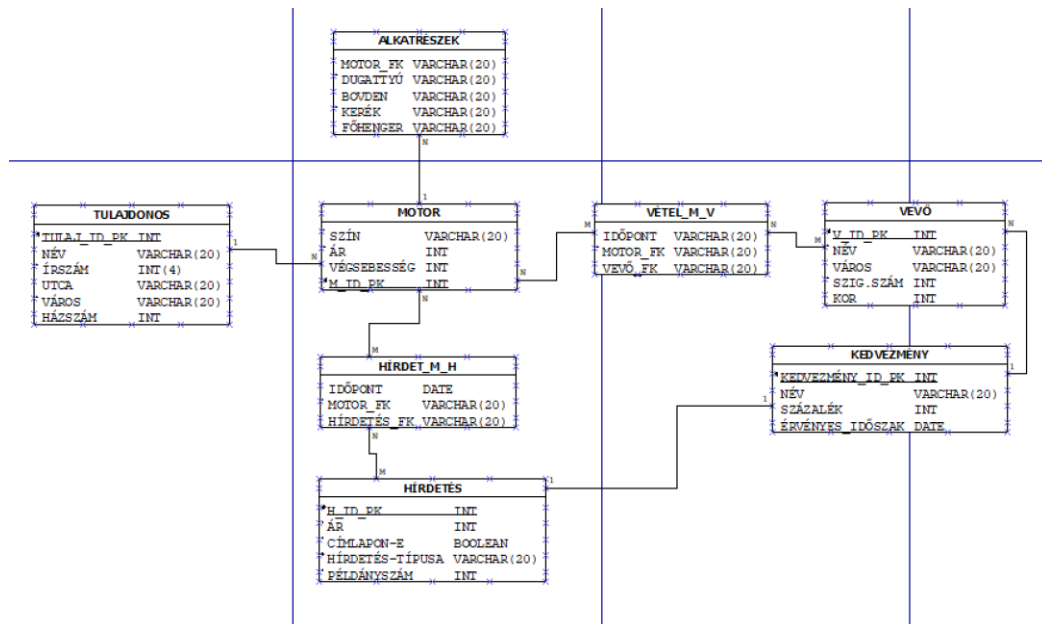 ALKATRÉSZEK
MOTOR_FK VARCHAR(20)
DUGATTYÚ VARCHAR(20)
BOVDEN VARCHAR(20)
KERÉK VARCHAR(20)
FŐHENGER VARCHAR(20)
N
1
TULAJDONOS
TULAJ_ID_PK INT
NÉV VARCHAR(20)
ÍRSZÁM INT(4)
UTCA VARCHAR(20)
VÁROS VARCHAR(20)
HÁZSZÁM INT
1
N
MOTOR
SZÍN VARCHAR(20)
ÁR INT
VÉGSEBESSÉG INT
M_ID_PK INT
N
M
VÉTEL_M_V
IDŐPONT VARCHAR(20)
MOTOR_FK VARCHAR(20)
VEVŐ_FK VARCHAR(20)
N
M
VEVŐ
V_ID_PK INT
NÉV VARCHAR(20)
VÁROS VARCHAR(20)
SZIG.SZÁM INT
KOR INT
N
1
N
M
HÍRDET_M_H
IDŐPONT DATE
MOTOR_FK VARCHAR(20)
HÍRDETÉS_FK VARCHAR(20)
N
M
KEDVEZMÉNY
KEDVEZMÉNY_ID_PK INT
NÉV VARCHAR(20)
SZÁZALÉK INT
ÉRVÉNYES_IDŐSZAK DATE
1
1
HÍRDETÉS
H_ID_PK INT
ÁR INT
CÍMLAPON-E BOOLEAN
HÍRDETÉS-TÍPUSA VARCHAR(20)
PÉLDÁNYSZÁM INT